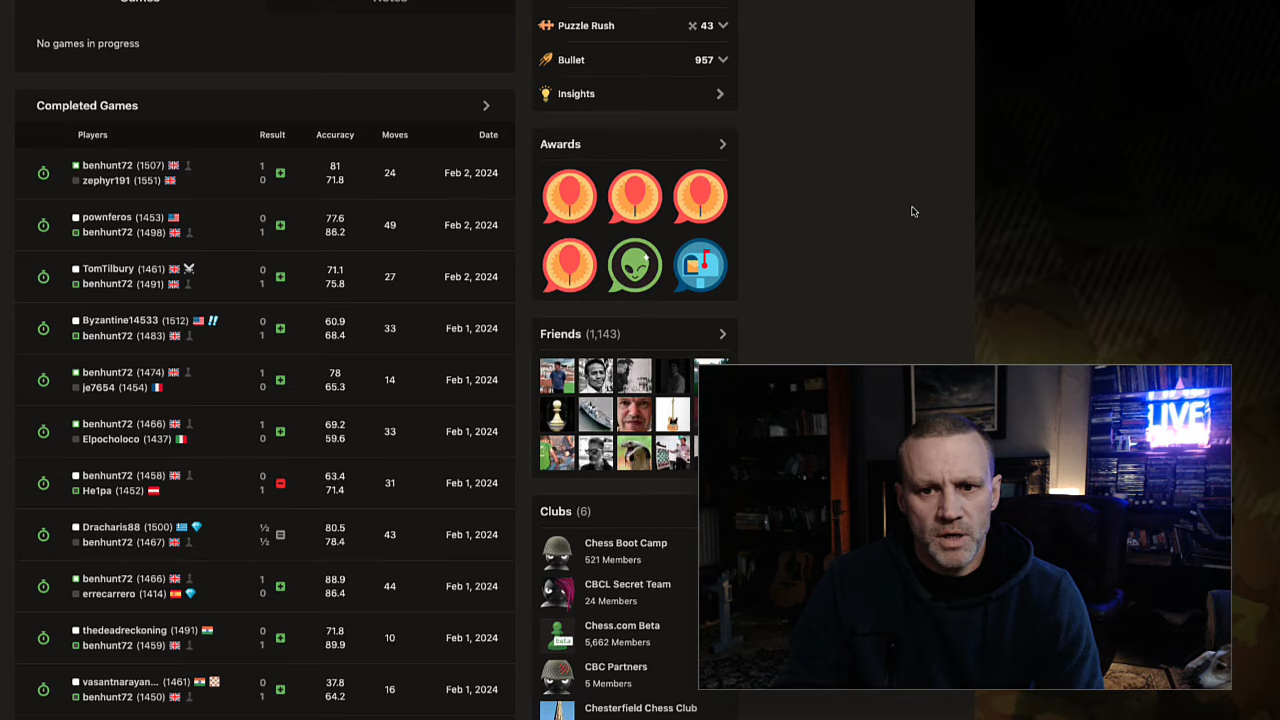 Games Notes
No games in progress
Completed Games
Players Result Accuracy Moves Date
benhunt72 (1507) 1 81
zephyr191 (1551) 0 71.8
24 Feb 2, 2024
pownferos (1453) 0 77.6
benhunt72 (1498) 1 86.2
49 Feb 2, 2024
TomTilbury (1461) 0 71.1
benhunt72 (1491) 1 75.8
27 Feb 2, 2024
Byzantine14533 (1512) 0 60.9
benhunt72 (1483) 1 68.4
33 Feb 1, 2024
benhunt72 (1474) 1 78
je7654 (1454) 0 65.3
14 Feb 1, 2024
benhunt72 (1466) 1 69.2
Elpocholoco (1437) 0 59.6
33 Feb 1, 2024
benhunt72 (1458) 0 63.4
He1pa (1452) 1 71.4
31 Feb 1, 2024
Dracharis88 (1500) ½ 80.5
benhunt72 (1467) ½ 78.4
43 Feb 1, 2024
benhunt72 (1466) 1 88.9
errecarrero (1414) 0 86.4
44 Feb 1, 2024
thedeadreckoning (1491) 0 71.8
benhunt72 (1459) 1 89.9
10 Feb 1, 2024
vasantnarayan... (1461) 0 37.8
benhunt72 (1450) 1 64.2
16 Feb 1, 2024
Puzzle Rush 43
Bullet 957
Insights
Awards
Friends (1,143)
Clubs (6)
Chess Boot Camp
521 Members
CBCL Secret Team
24 Members
Chess.com Beta
5,662 Members
beta
CBC Partners
5 Members
Chesterfield Chess Club
LIVE